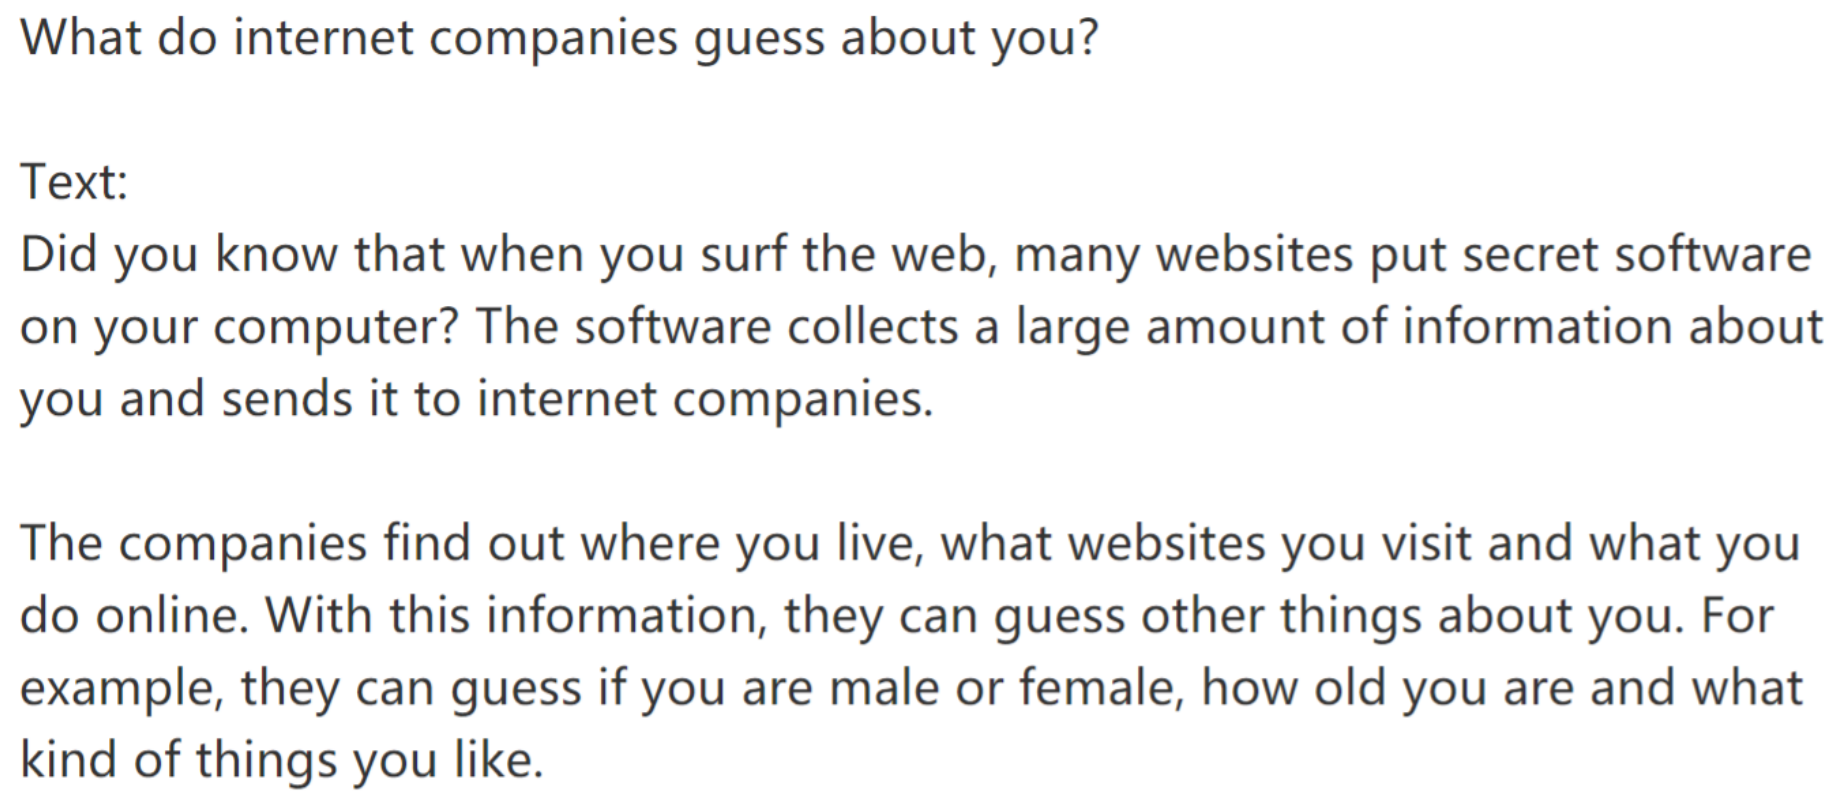 What do internet companies guess about you?
Text:
Did you know that when you surf the web, many websites put secret software
on your computer? The software collects a large amount of information about
you and sends it to internet companies.
The companies find out where you live, what websites you visit and what you
do online. With this information, they can guess other things about you. For
example, they can guess if you are male or female, how old you are and what
kind of things you like.